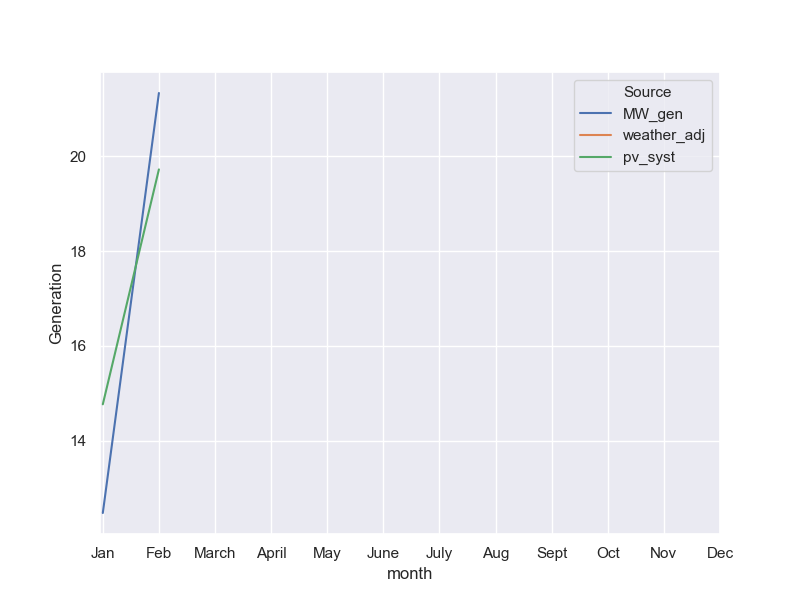 Source
MW_gen
weather_adj
pv_syst
20
18
16
14
Generation
Jan Feb March April May June July Aug Sept Oct Nov Dec
month